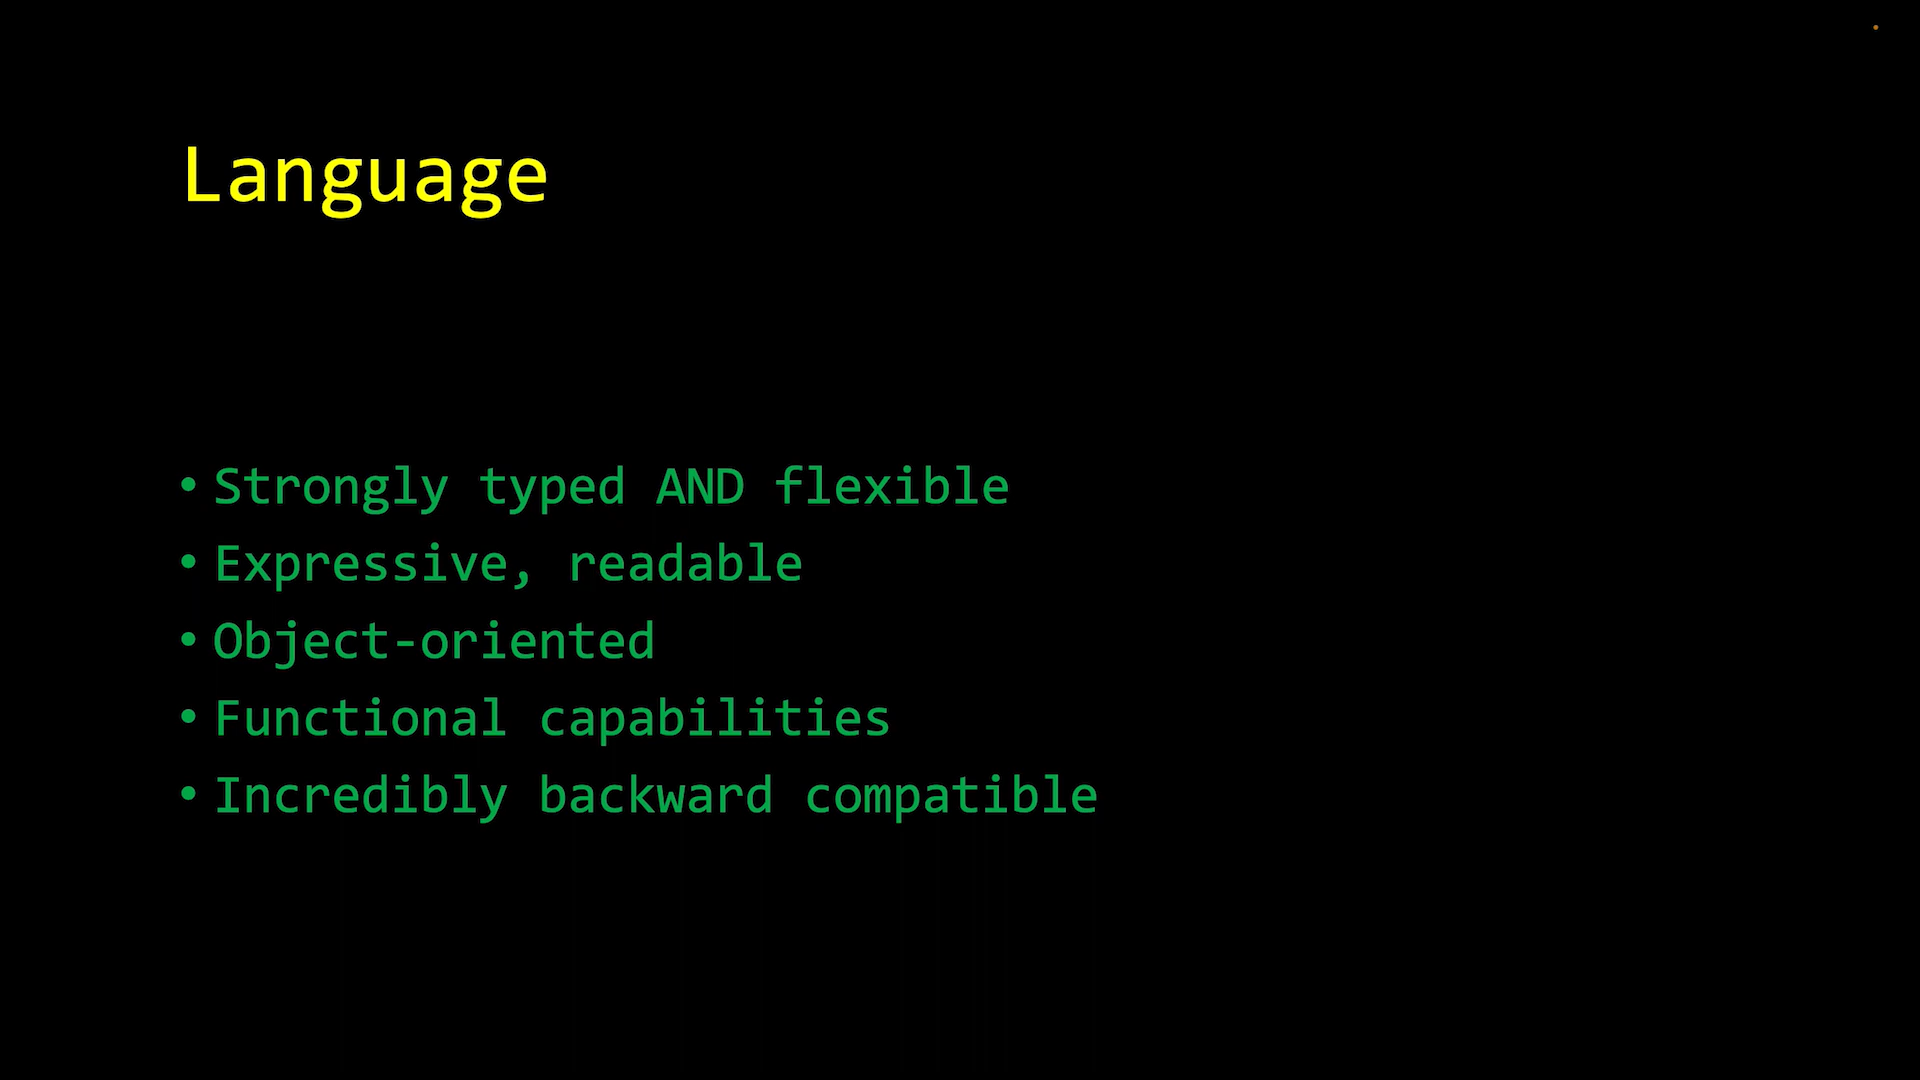 Language
• Strongly typed AND flexible
• Expressive, readable
• Object-oriented
• Functional capabilities
• Incredibly backward compatible